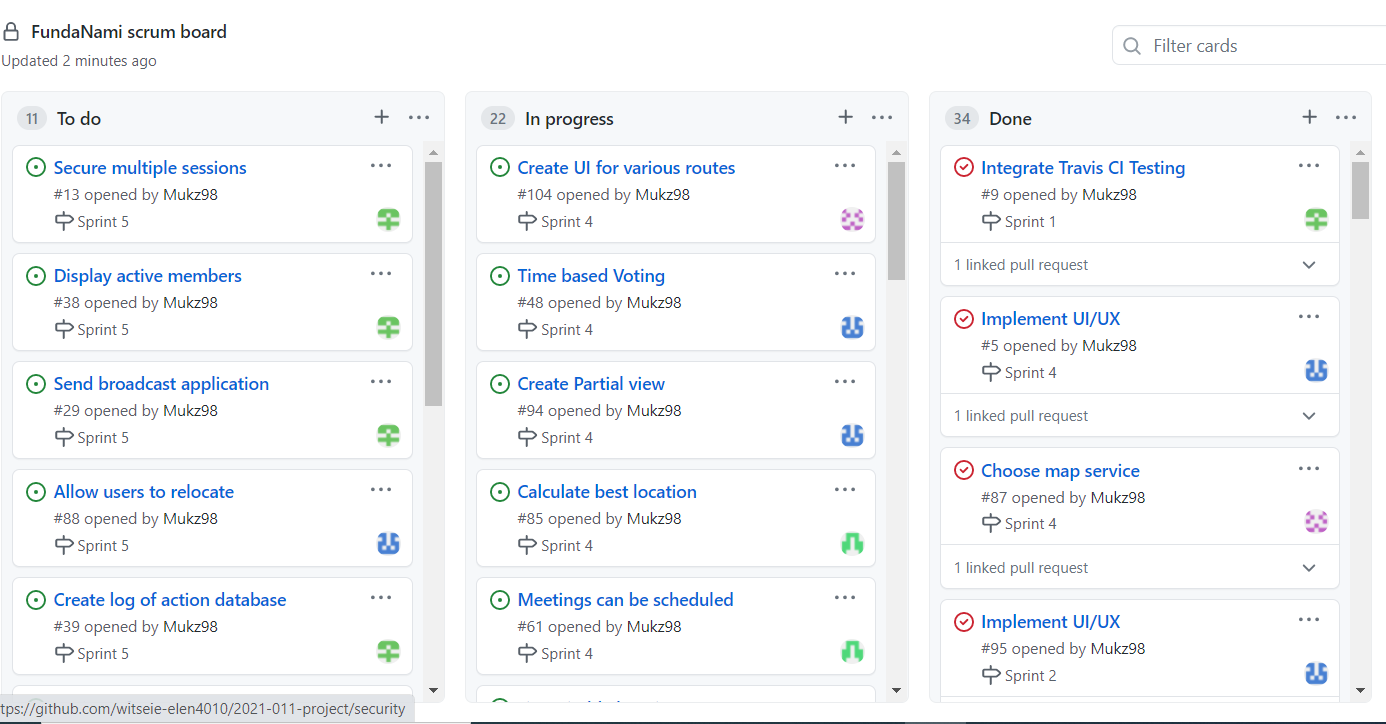 FundaNami scrum board
Updated 2 minutes ago
Filter cards
11 To do
Secure multiple sessions
#13 opened by Mukz98
Sprint 5
Display active members
#38 opened by Mukz98
Sprint 5
Send broadcast application
#29 opened by Mukz98
Sprint 5
Allow users to relocate
#88 opened by Mukz98
Sprint 5
Create log of action database
#39 opened by Mukz98
Sprint 5
22 In progress
Create UI for various routes
#104 opened by Mukz98
Sprint 4
Time based Voting
#48 opened by Mukz98
Sprint 4
Create Partial view
#94 opened by Mukz98
Sprint 4
Calculate best location
#85 opened by Mukz98
Sprint 4
Meetings can be scheduled
#61 opened by Mukz98
Sprint 4
34 Done
Integrate Travis CI Testing
#9 opened by Mukz98
Sprint 1
1 linked pull request
Implement UI/UX
#5 opened by Mukz98
Sprint 4
1 linked pull request
Choose map service
#87 opened by Mukz98
Sprint 4
1 linked pull request
Implement UI/UX
#95 opened by Mukz98
Sprint 2
tps://github.com/witseie-elen4010/2021-011-project/security